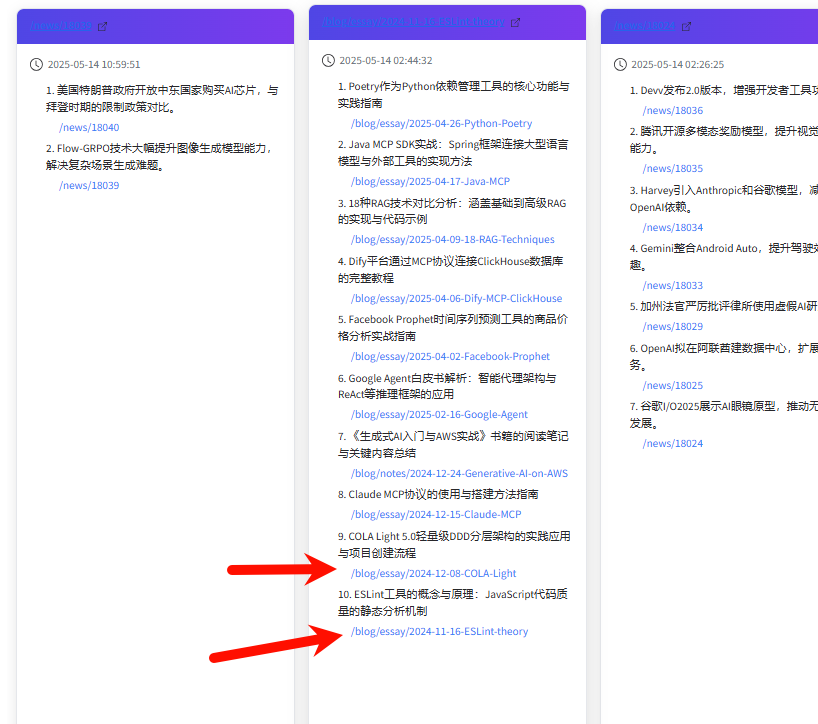 /news/18039
2025-05-14 10:59:51
1. 美国特朗普政府开放中东国家购买AI芯片，与
拜登时期的限制政策对比。
/news/18040
2. Flow-GRPO技术大幅提升图像生成模型能力，
解决复杂场景生成难题。
/news/18039
/blog/essay/2024-11-16-ESLint-theory
2025-05-14 02:44:32
1. Poetry作为Python依赖管理工具的核心功能与
实践指南
/blog/essay/2025-04-26-Python-Poetry
2. Java MCP SDK实战：Spring框架连接大型语言
模型与外部工具的实现方法
/blog/essay/2025-04-17-Java-MCP
3. 18种RAG技术对比分析：涵盖基础到高级RAG
的实现与代码示例
/blog/essay/2025-04-09-18-RAG-Techniques
4. Dify平台通过MCP协议连接ClickHouse数据库
的完整教程
/blog/essay/2025-04-06-Dify-MCP-ClickHouse
5. Facebook Prophet时间序列预测工具的商品价
格分析实战指南
/blog/essay/2025-04-02-Facebook-Prophet
6. Google Agent白皮书解析：智能代理架构与
ReAct等推理框架的应用
/blog/essay/2025-02-16-Google-Agent
7. 《生成式AI入门与AWS实战》书籍的阅读笔记
与关键内容总结
/blog/notes/2024-12-24-Generative-AI-on-AWS
8. Claude MCP协议的使用与搭建方法指南
/blog/essay/2024-12-15-Claude-MCP
9. COLA Light 5.0轻量级DDD分层架构的实践应用
与项目创建流程
/blog/essay/2024-12-08-COLA-Light
10. ESLint工具的概念与原理：JavaScript代码质
量的静态分析机制
/blog/essay/2024-11-16-ESLint-theory
2025-05-14 02:26:25
1. Devv发布2.0版本，增强开发者工具功
/news/18036
2. 腾讯开源多模态奖励模型，提升视觉
能力。
/news/18035
3. Harvey引入Anthropic和谷歌模型，减
OpenAI依赖。
/news/18034
4. Gemini整合Android Auto，提升驾驶效
趣。
/news/18033
5. 加州法官严厉批评律所使用虚假AI研
/news/18029
6. OpenAI拟在阿联酋建数据中心，扩展
务。
/news/18025
7. 谷歌I/O2025展示AI眼镜原型，推动无
发展。
/news/18024